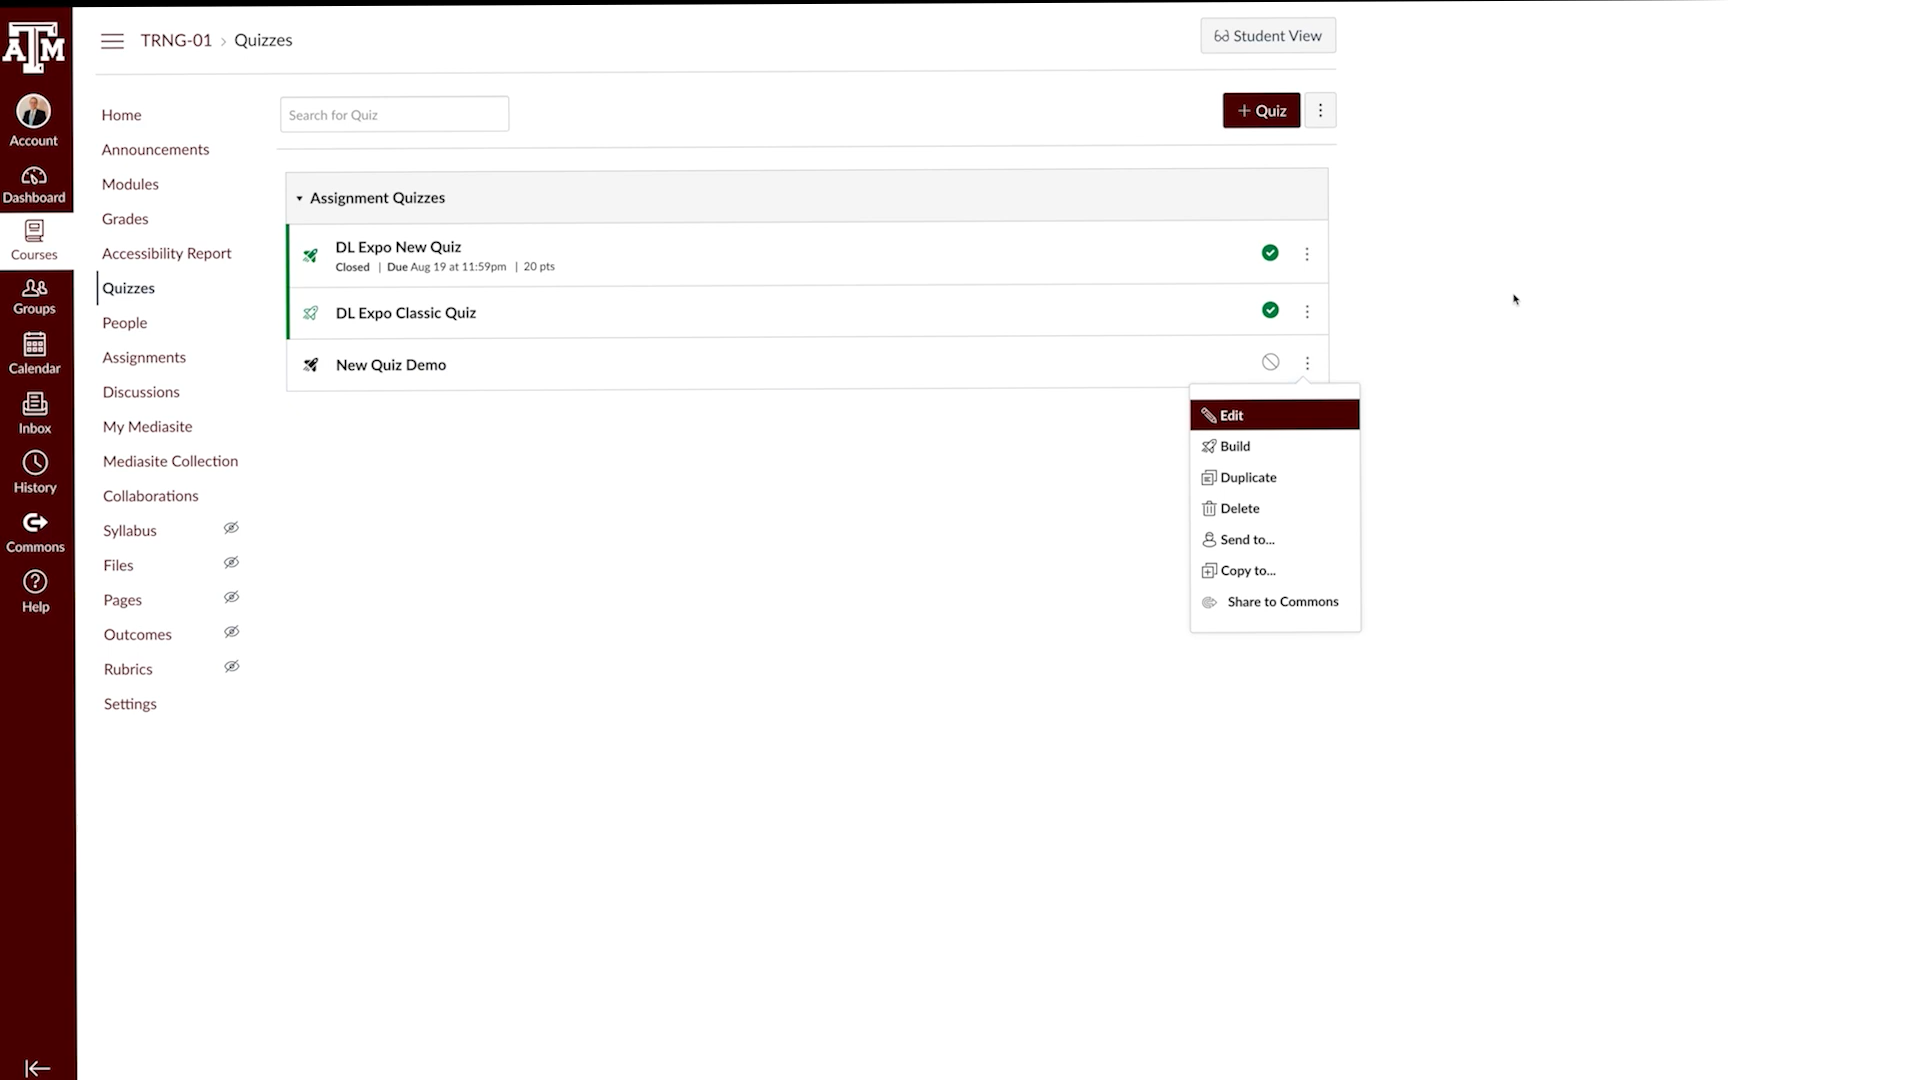 ATM
Account
Dashboard
Courses
Groups
Calendar
Inbox
History
Commons
Help
TRNG-01 > Quizzes
Student View
Home
Announcements
Modules
Grades
Accessibility Report
Quizzes
People
Assignments
Discussions
My Mediasite
Mediasite Collection
Collaborations
Syllabus
Files
Pages
Outcomes
Rubrics
Settings
Search for Quiz
+ Quiz
Assignment Quizzes
DL Expo New Quiz
Closed | Due Aug 19 at 11:59pm | 20 pts
DL Expo Classic Quiz
New Quiz Demo
Edit
Build
Duplicate
Delete
Send to...
Copy to...
Share to Commons